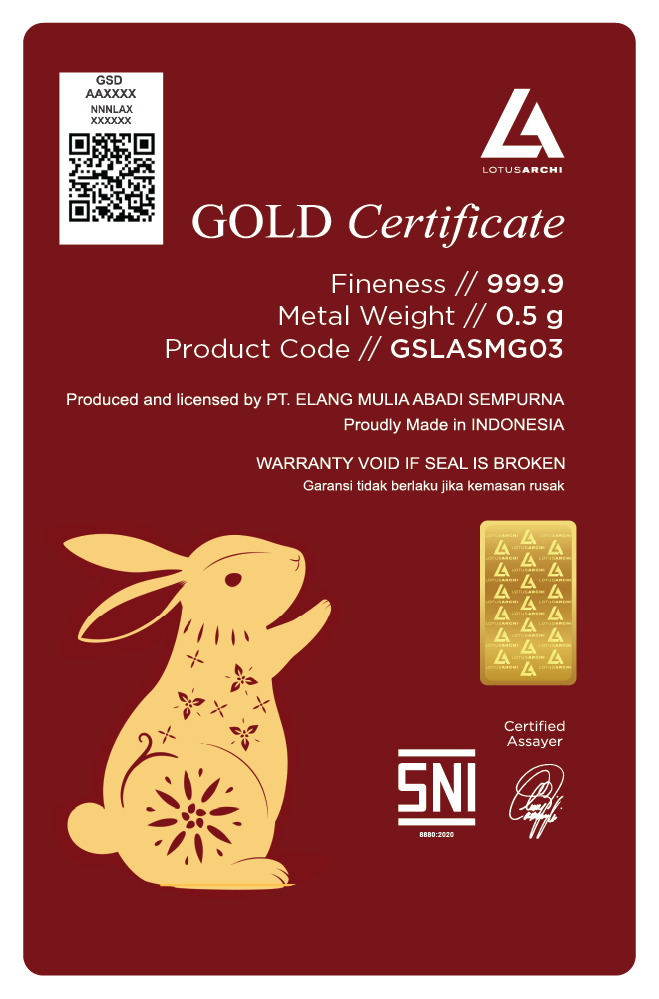 GSD
AAXXXX
NNNLAX
XXXXXX
LOTUSARCHI
GOLD Certificate
Fineness // 999.9
Metal Weight // 0.5 g
Product Code // GSLASMG03
Produced and licensed by PT. ELANG MULIA ABADI SEMPURNA
Proudly Made in INDONESIA
WARRANTY VOID IF SEAL IS BROKEN
Garansi tidak berlaku jika kemasan rusak
Certified
Assayer
SNI
8880:2020